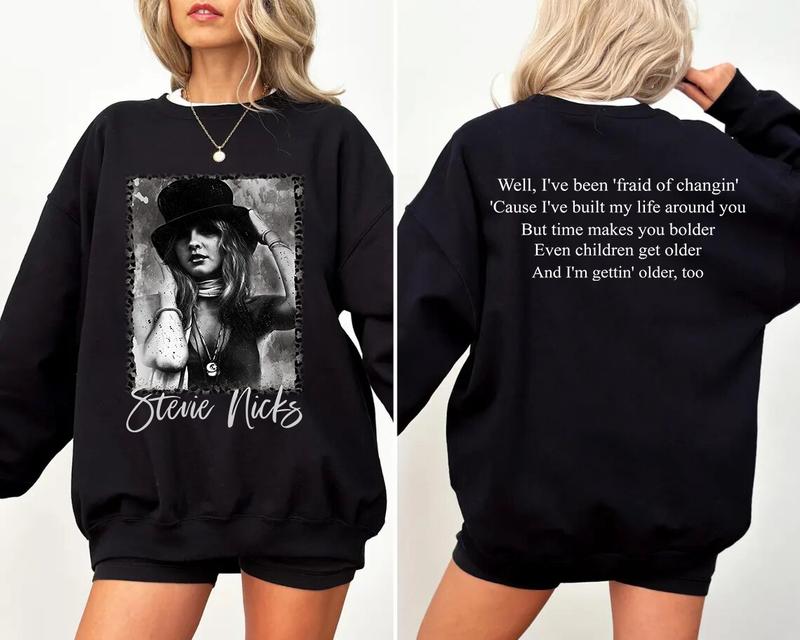 Stevie Nicks
Well, I've been 'fraid of changin'
'Cause I've built my life around you
But time makes you bolder
Even children get older
And I'm gettin' older, too